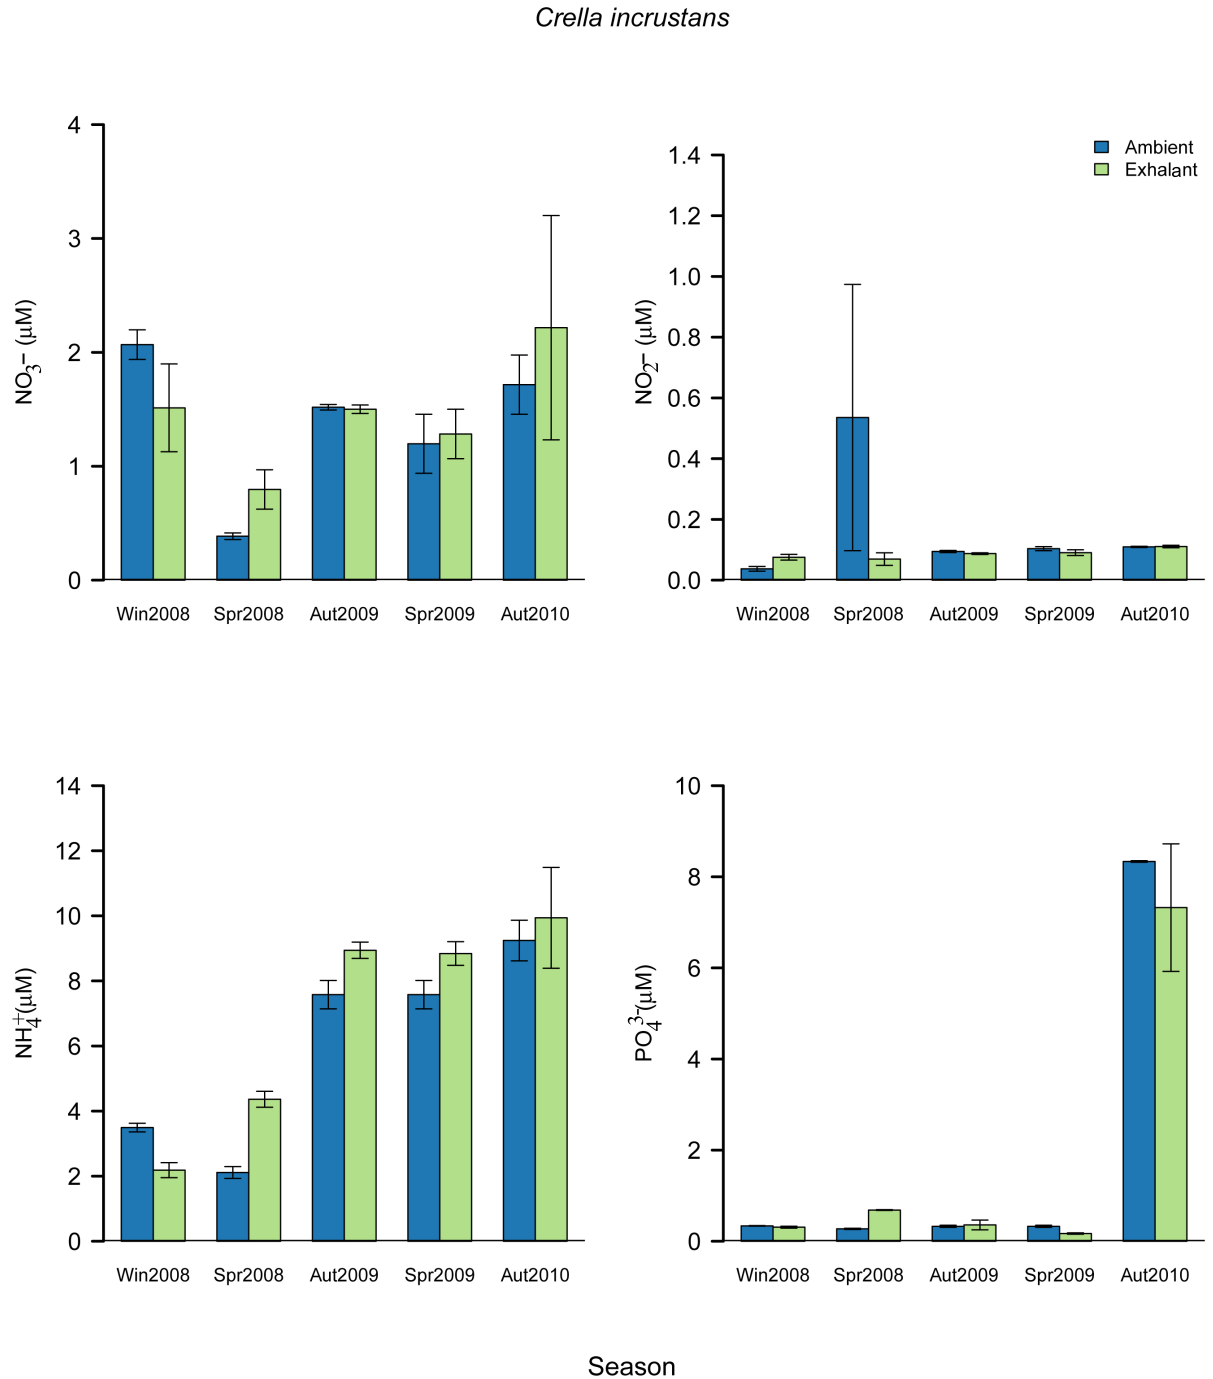 Crella incrustans
4
3
2
1
0
NO3− (μM)
Win2008 Spr2008 Aut2009 Spr2009 Aut2010
Ambient
Exhalant
1.4
1.2
1.0
0.8
0.6
0.4
0.2
0.0
NO2− (μM)
Win2008 Spr2008 Aut2009 Spr2009 Aut2010
14
12
10
8
6
4
2
0
NH4+(μM)
Win2008 Spr2008 Aut2009 Spr2009 Aut2010
10
8
6
4
2
0
PO43-(μM)
Win2008 Spr2008 Aut2009 Spr2009 Aut2010
Season